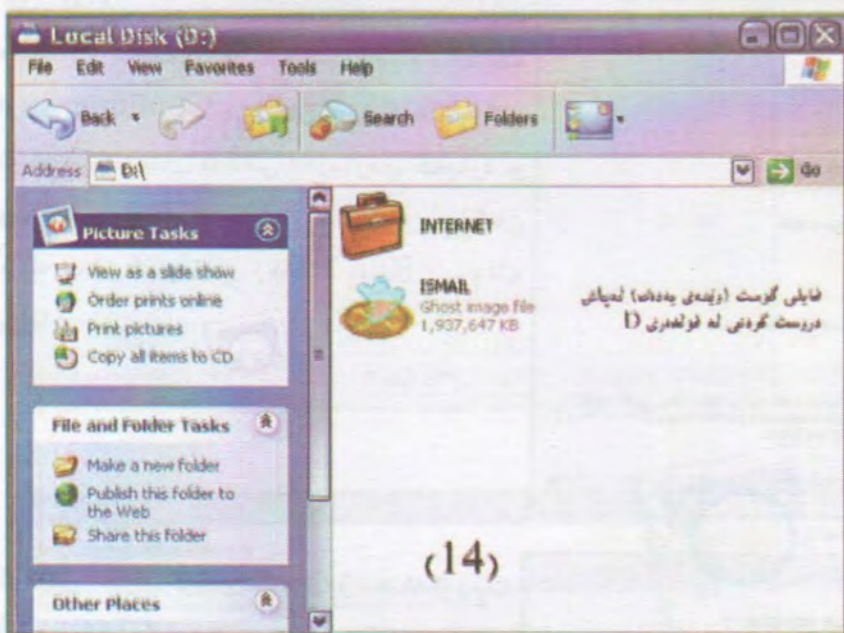 Local Disk (D:)
File Edit View Favorites Tools Help
Back Search Folders
Address D:\ Go
Picture Tasks
View as a slide show
Order prints online
Print pictures
Copy all items to CD
File and Folder Tasks
Make a new folder
Publish this folder to
the Web
Share this folder
Other Places
INTERNET
ISMAIL
Ghost image file
1,937,647 KB
فایلی گۆست (وێنەی یەدەك) لەپاش
دروست کردنی لە فۆلدەری D
(14)